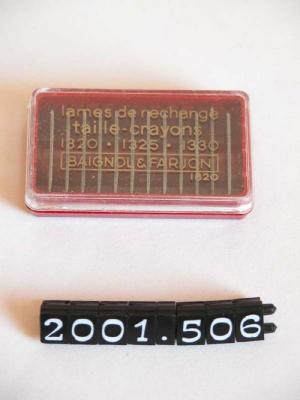 lames de rechange
taille-crayons
1320 • 1325 • 1330
BAIGNOL & FARJON
1320
2001.506